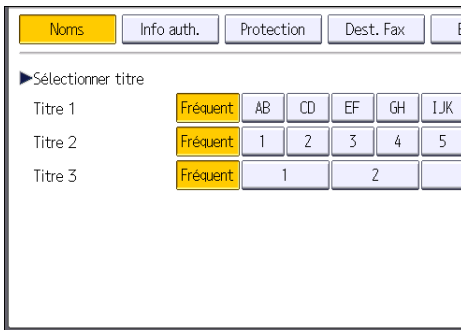 Noms Info auth. Protection Dest. Fax
▶Sélectionner titre
Titre 1 Fréquent AB CD EF GH IJK
Titre 2 Fréquent 1 2 3 4 5
Titre 3 Fréquent 1 2